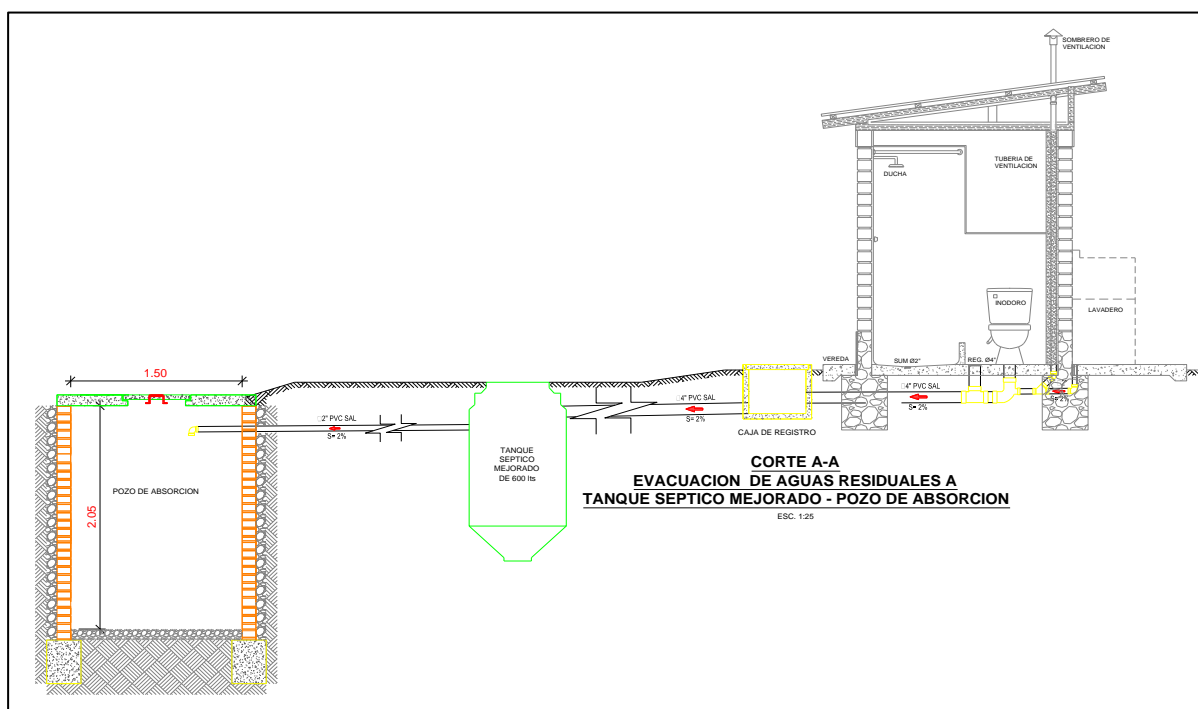 SOMBRERO DE
VENTILACION
TUBERIA DE
VENTILACION
DUCHA
INODORO
LAVADERO
VEREDA
SUM Ø2"
REG. Ø4"
□4" PVC SAL
S= 2%
S= 2%
□4" PVC SAL
S= 2%
CAJA DE REGISTRO
1.50
□2" PVC SAL
S= 2%
TANQUE
SEPTICO
MEJORADO
DE 600 lts
POZO DE ABSORCION
2.05
CORTE A-A
EVACUACION DE AGUAS RESIDUALES A
TANQUE SEPTICO MEJORADO - POZO DE ABSORCION
ESC. 1:25